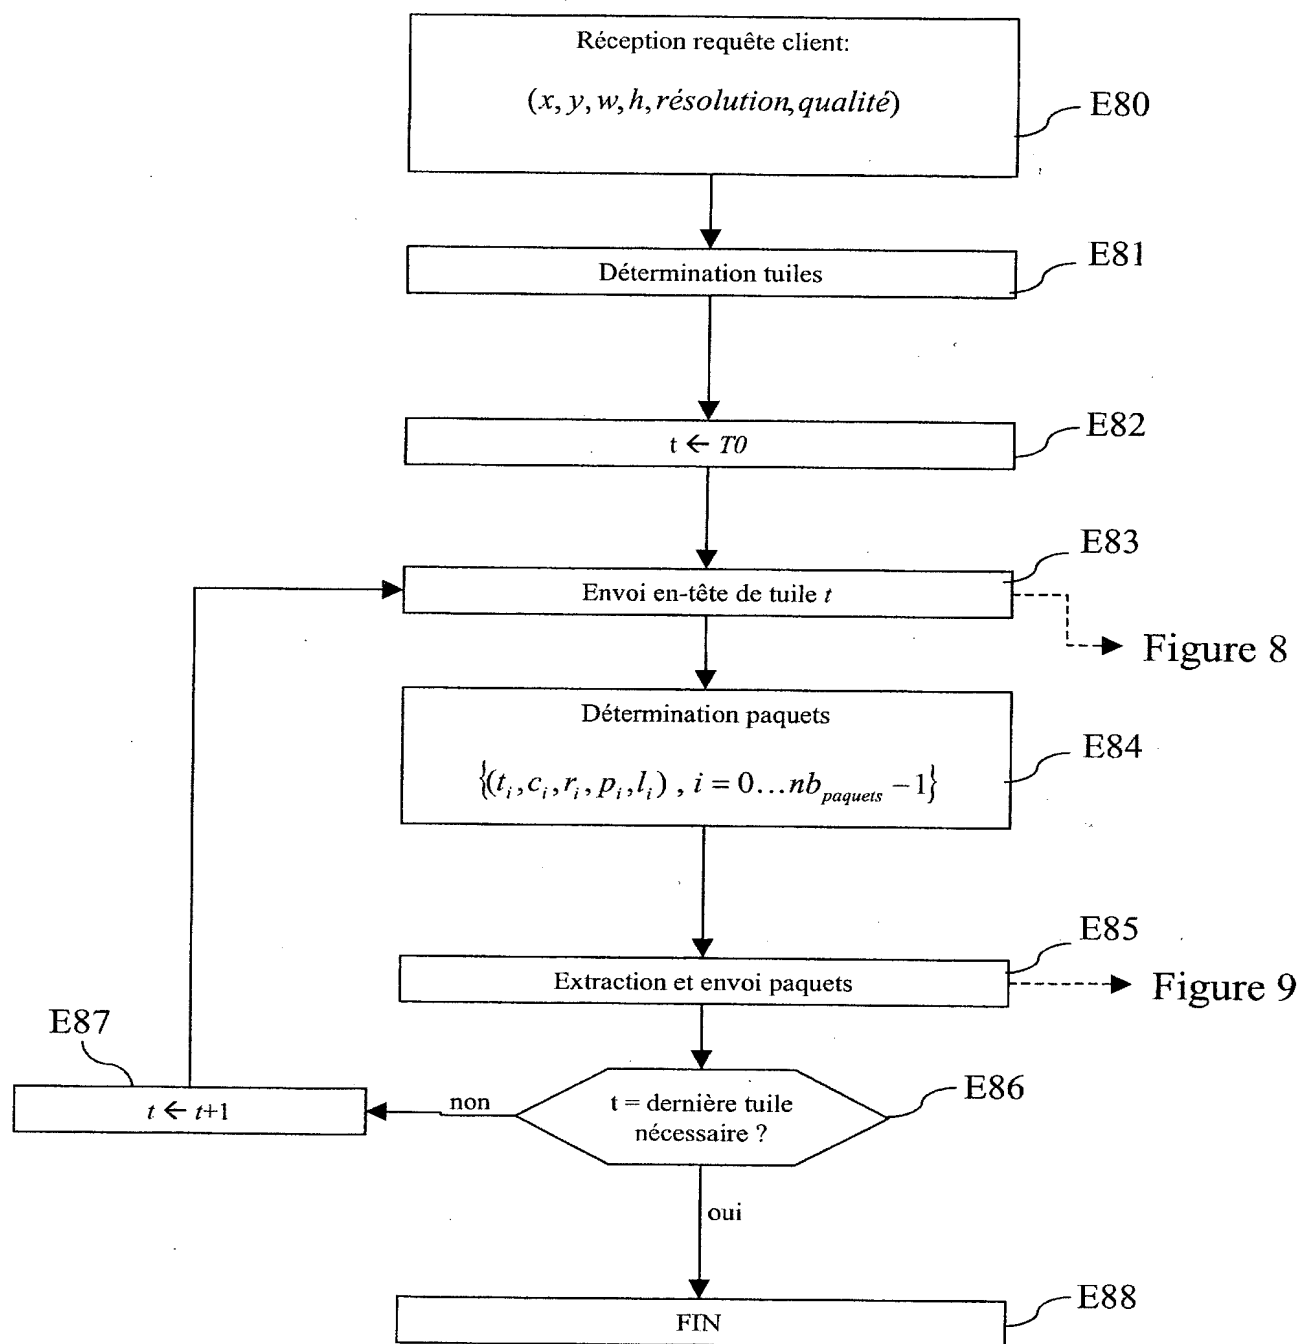 Réception requête client:
(x, y, w, h, résolution, qualité)
E80
Détermination tuiles
E81
t ← T0
E82
Envoi en-tête de tuile t
E83
Figure 8
Détermination paquets
{(t_i, c_i, r_i, p_i, l_i) , i = 0...nb_paquets − 1}
E84
Extraction et envoi paquets
E85
Figure 9
E87
t ← t+1
non
t = dernière tuile
nécessaire ?
E86
oui
FIN
E88